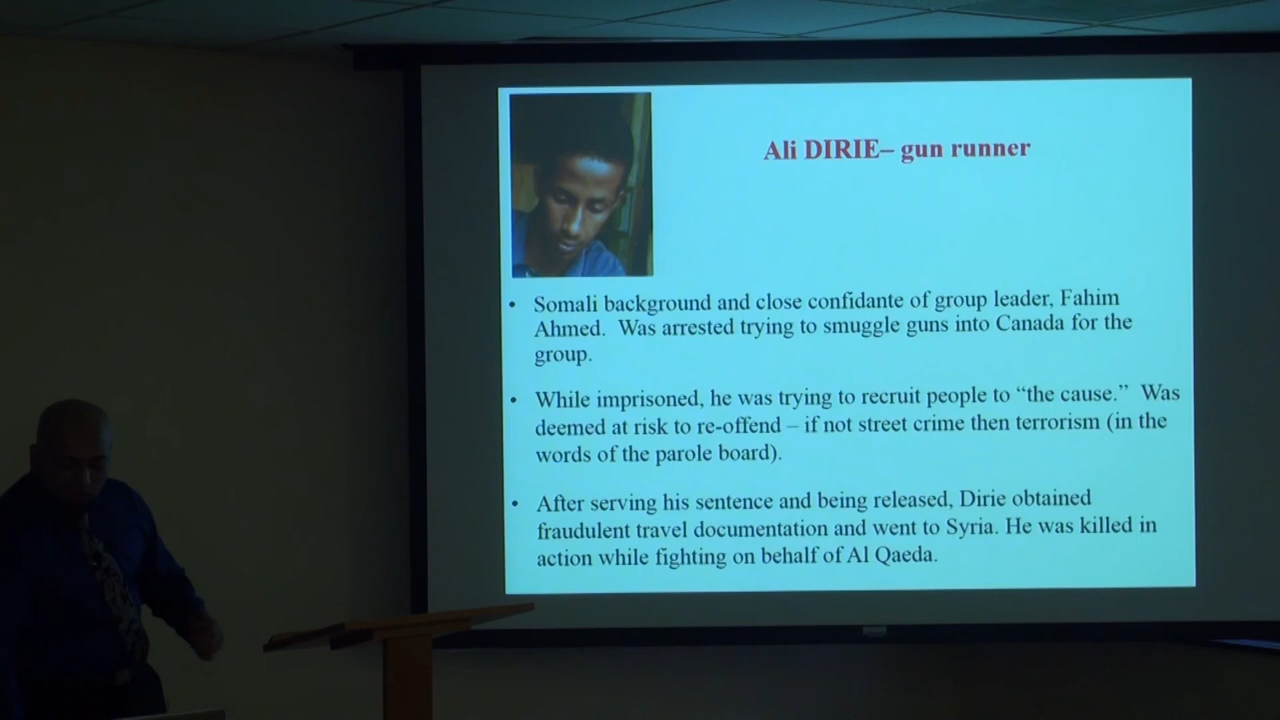 Ali DIRIE– gun runner
• Somali background and close confidante of group leader, Fahim
Ahmed.  Was arrested trying to smuggle guns into Canada for the
group.
• While imprisoned, he was trying to recruit people to “the cause.”  Was
deemed at risk to re-offend – if not street crime then terrorism (in the
words of the parole board).
• After serving his sentence and being released, Dirie obtained
fraudulent travel documentation and went to Syria. He was killed in
action while fighting on behalf of Al Qaeda.